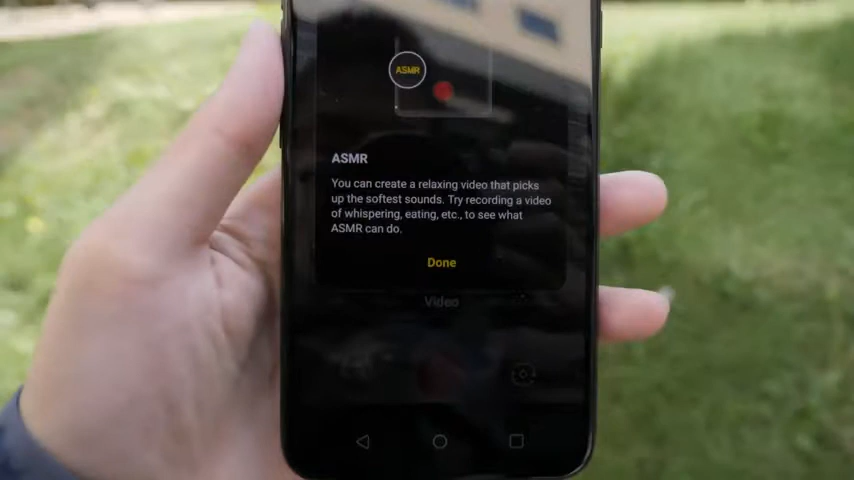 ASMR
ASMR
You can create a relaxing video that picks
up the softest sounds. Try recording a video
of whispering, eating, etc., to see what
ASMR can do.
Done
Video